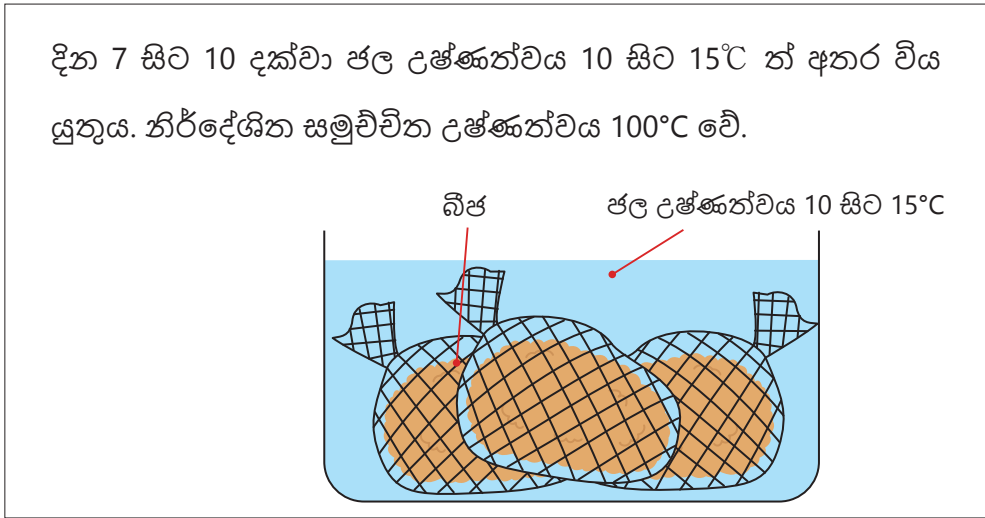 දින 7 සිට 10 දක්වා ජල උෂ්ණත්වය 10 සිට 15℃ ත් අතර විය
යුතුය. නිර්දේශිත සමුච්චිත උෂ්ණත්වය 100°C වේ.
බීජ
ජල උෂ්ණත්වය 10 සිට 15°C